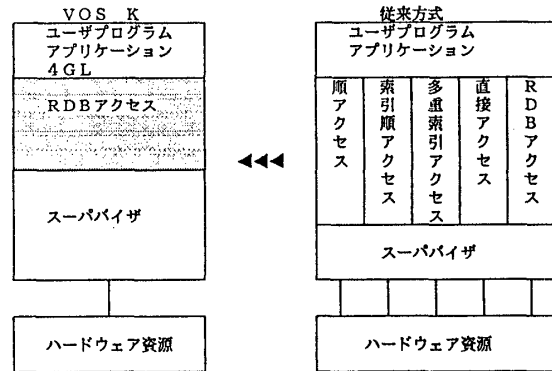 VOS K
ユーザプログラム
アプリケーション
4GL
RDBアクセス
スーパバイザ
ハードウェア資源
◀◀◀
従来方式
ユーザプログラム
アプリケーション
順アクセス
索引順アクセス
多重索引アクセス
直接アクセス
RDBアクセス
スーパバイザ
ハードウェア資源